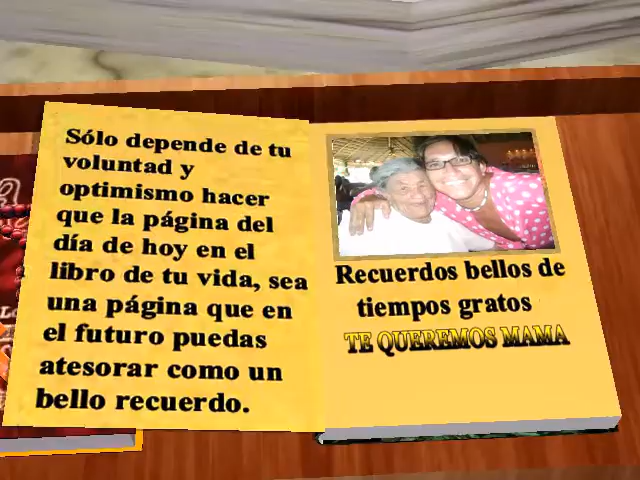 Sólo depende de tu
voluntad y
optimismo hacer
que la página del
día de hoy en el
libro de tu vida, sea
una página que en
el futuro puedas
atesorar como un
bello recuerdo.
Recuerdos bellos de
tiempos gratos
TE QUEREMOS MAMA